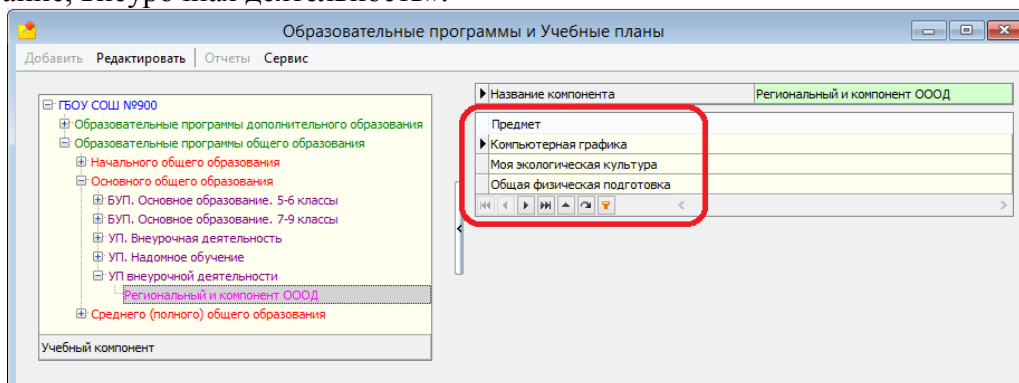 ание, внеурочная деятельность».
Образовательные программы и Учебные планы
Добавить Редактировать Отчеты Сервис
ГБОУ СОШ №900
Образовательные программы дополнительного образования
Образовательные программы общего образования
Начального общего образования
Основного общего образования
БУП. Основное образование. 5-6 классы
БУП. Основное образование. 7-9 классы
УП. Внеурочная деятельность
УП. Надомное обучение
УП внеурочной деятельности
Региональный и компонент ОООД
Среднего (полного) общего образования
Учебный компонент
Название компонента Региональный и компонент ОООД
Предмет
Компьютерная графика
Моя экологическая культура
Общая физическая подготовка